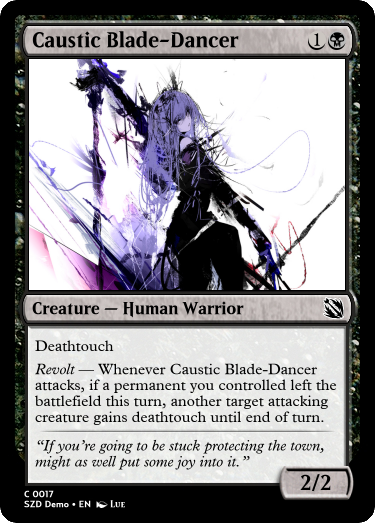 Caustic Blade-Dancer 1
Creature — Human Warrior
Deathtouch
Revolt — Whenever Caustic Blade-Dancer
attacks, if a permanent you controlled left the
battlefield this turn, another target attacking
creature gains deathtouch until end of turn.
“If you're going to be stuck protecting the town,
might as well put some joy into it.”
2/2
C 0017
SZD Demo • EN Lue